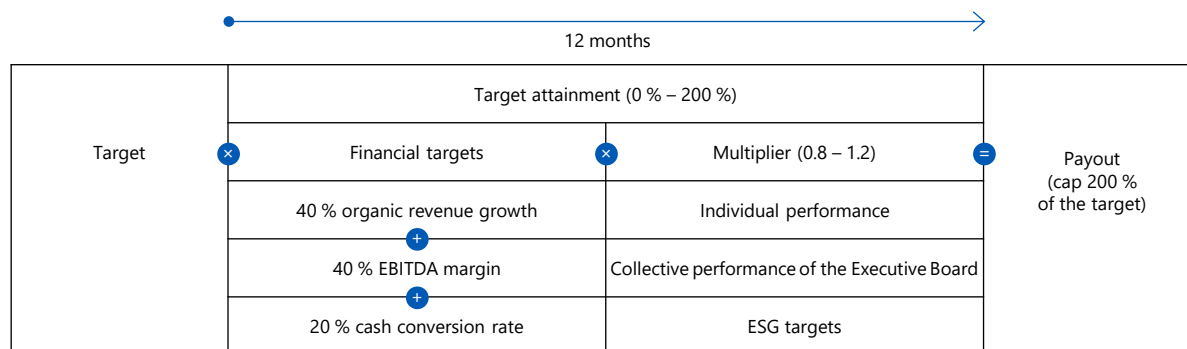 12 months
Target attainment (0 % – 200 %)
Target
×
Financial targets
×
Multiplier (0.8 – 1.2)
=
Payout
(cap 200 %
of the target)
40 % organic revenue growth
Individual performance
+
40 % EBITDA margin
Collective performance of the Executive Board
+
20 % cash conversion rate
ESG targets